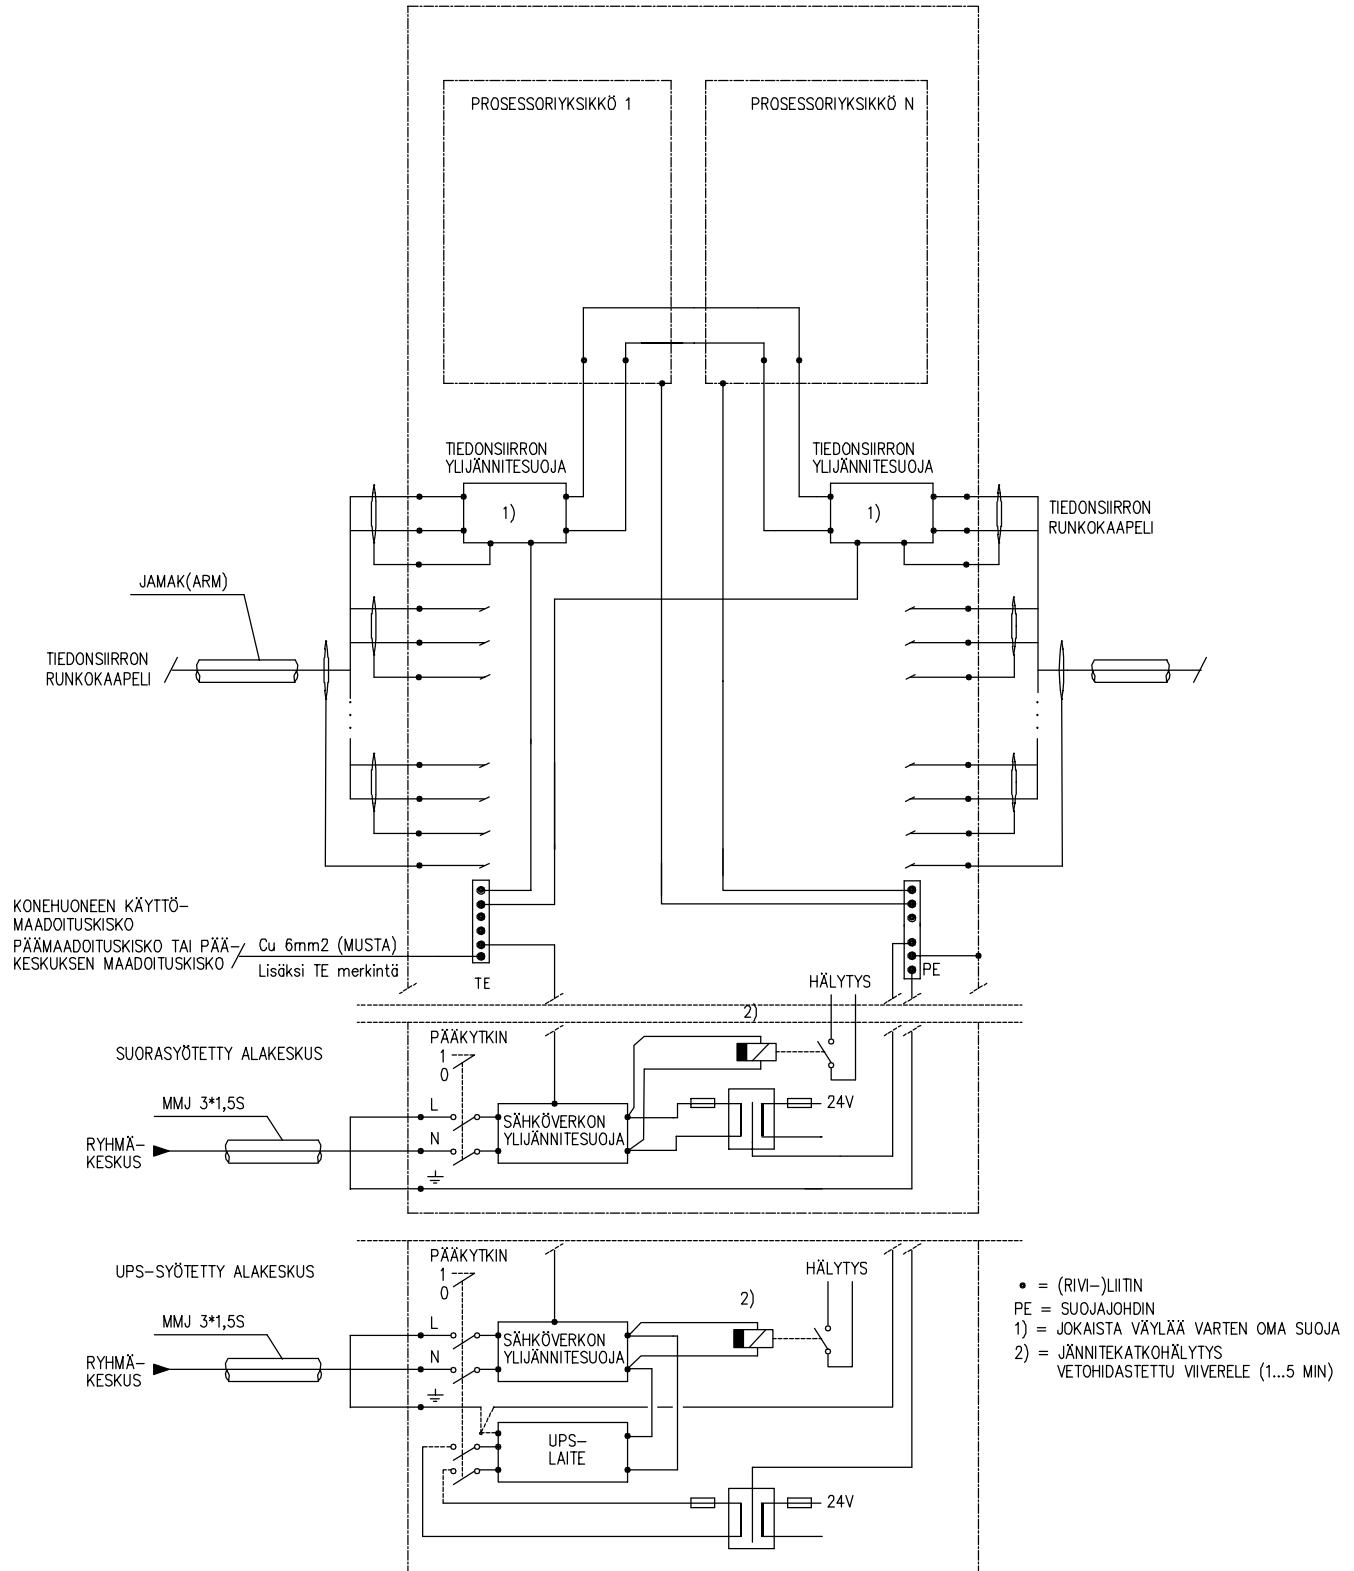 PROSESSORIYKSIKKÖ 1
PROSESSORIYKSIKKÖ N
TIEDONSIIRRON
YLIJÄNNITESUOJA
TIEDONSIIRRON
YLIJÄNNITESUOJA
1)
1)
TIEDONSIIRRON
RUNKOKAAPELI
JAMAK(ARM)
TIEDONSIIRRON
RUNKOKAAPELI
KONEHUONEEN KÄYTTÖ–
MAADOITUSKISKO
PÄÄMAADOITUSKISKO TAI PÄÄ–
KESKUKSEN MAADOITUSKISKO
Cu 6mm2 (MUSTA)
Lisäksi TE merkintä
TE
PE
HÄLYTYS
2)
PÄÄKYTKIN
1
0
SUORASYÖTETTY ALAKESKUS
MMJ 3*1,5S
L
N
RYHMÄ–
KESKUS
SÄHKÖVERKON
YLIJÄNNITESUOJA
24V
PÄÄKYTKIN
1
0
HÄLYTYS
UPS–SYÖTETTY ALAKESKUS
2)
MMJ 3*1,5S
L
N
RYHMÄ–
KESKUS
SÄHKÖVERKON
YLIJÄNNITESUOJA
UPS–
LAITE
24V
• = (RIVI–)LIITIN
PE = SUOJAJOHDIN
1) = JOKAISTA VÄYLÄÄ VARTEN OMA SUOJA
2) = JÄNNITEKATKOHÄLYTYS
VETOHIDASTETTU VIIVERELE (1...5 MIN)